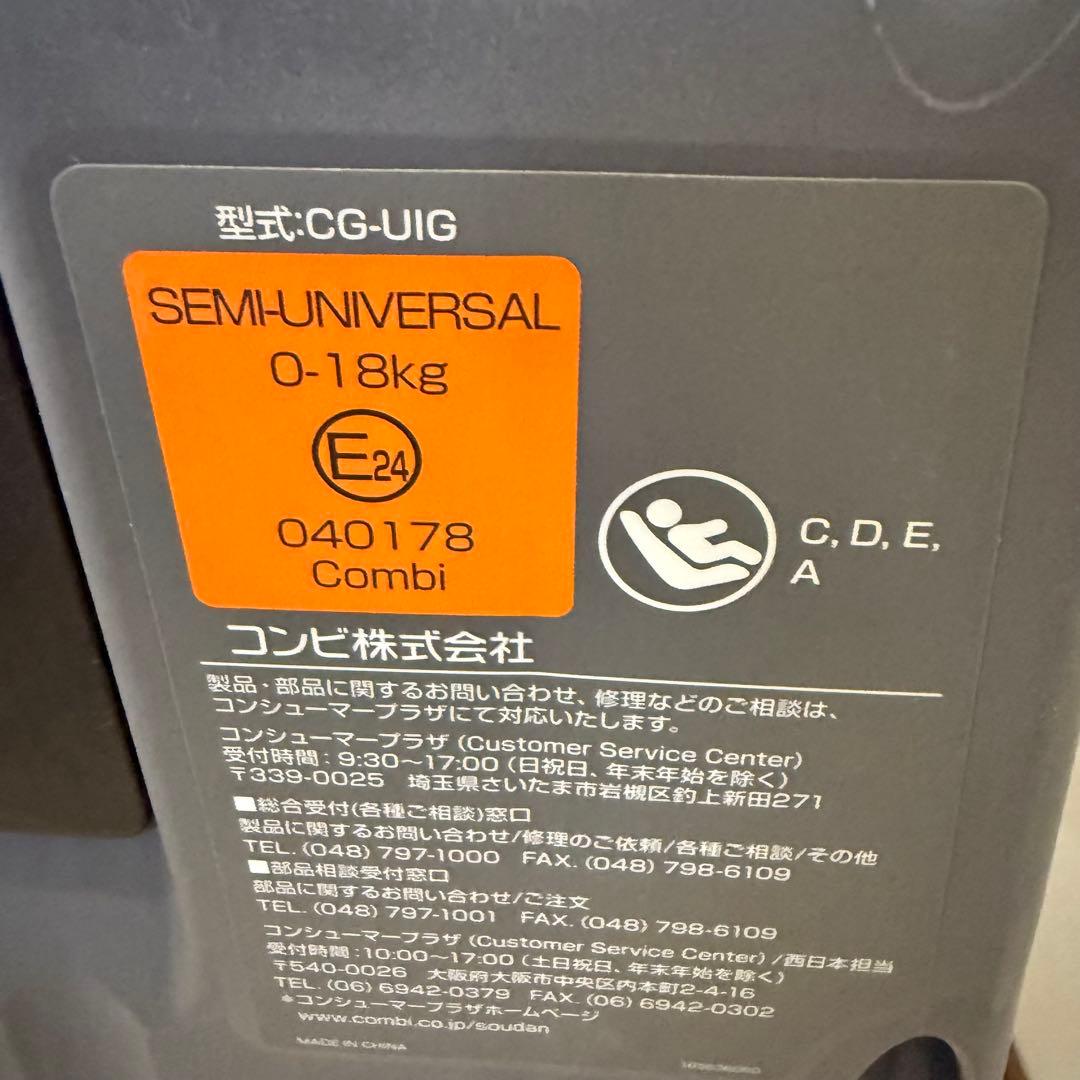 型式:CG-UIG
SEMI-UNIVERSAL
0-18kg
E24
040178
Combi
C, D, E,
A
コンビ株式会社
製品・部品に関するお問い合わせ、修理などのご相談は、
コンシューマープラザにて対応いたします。
コンシューマープラザ (Customer Service Center)
受付時間：9:30～17:00 (日祝日、年末年始を除く)
〒339-0025 埼玉県さいたま市岩槻区釣上新田271
■総合受付(各種ご相談)窓口
製品に関するお問い合わせ/修理のご依頼/各種ご相談/その他
TEL. (048) 797-1000 FAX. (048) 798-6109
■部品相談受付窓口
部品に関するお問い合わせ/ご注文
TEL. (048) 797-1001 FAX. (048) 798-6109
コンシューマープラザ (Customer Service Center) /西日本担当
受付時間：10:00～17:00 (土日祝日、年末年始を除く)
〒540-0026 大阪府大阪市中央区内本町2-4-16
TEL. (06) 6942-0379 FAX. (06) 6942-0302
＊コンシューマープラザホームページ
www.combi.co.jp/soudan
MADE IN CHINA